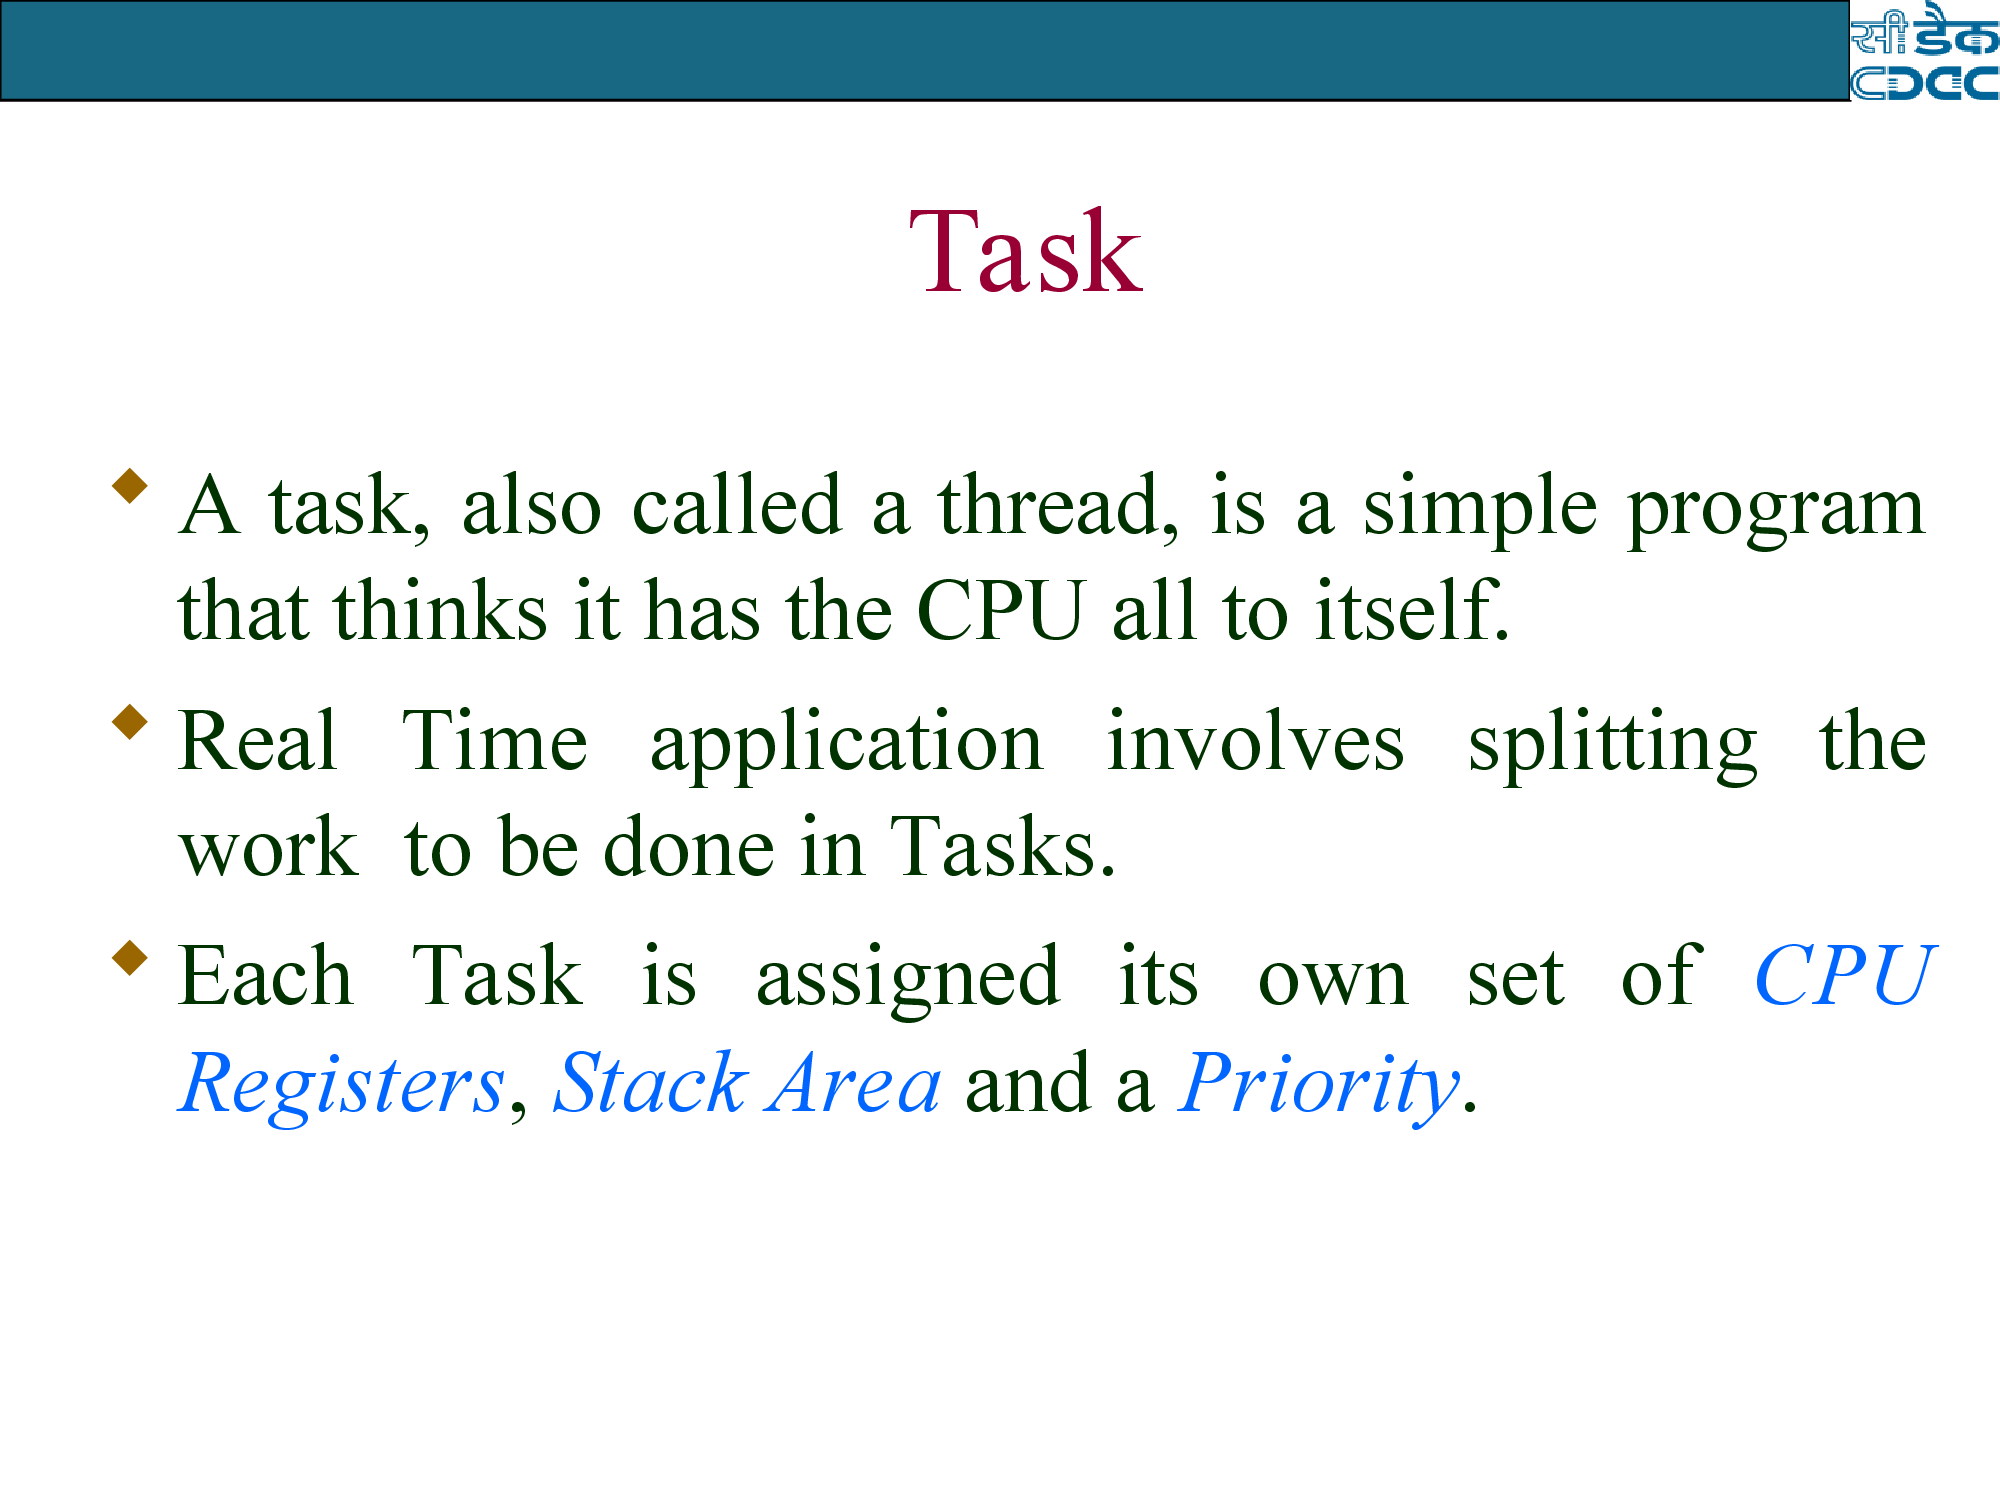 सी डैक
CDAC
Task
A task, also called a thread, is a simple program
that thinks it has the CPU all to itself.
Real Time application involves splitting the
work to be done in Tasks.
Each Task is assigned its own set of CPU
Registers, Stack Area and a Priority.